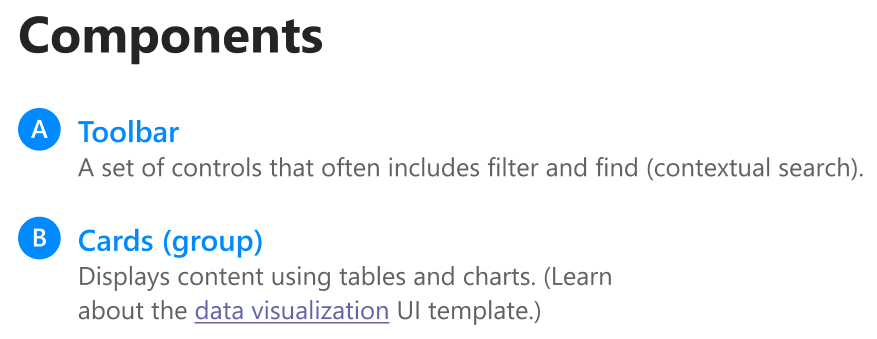 Components
A Toolbar
A set of controls that often includes filter and find (contextual search).
B Cards (group)
Displays content using tables and charts. (Learn
about the data visualization UI template.)